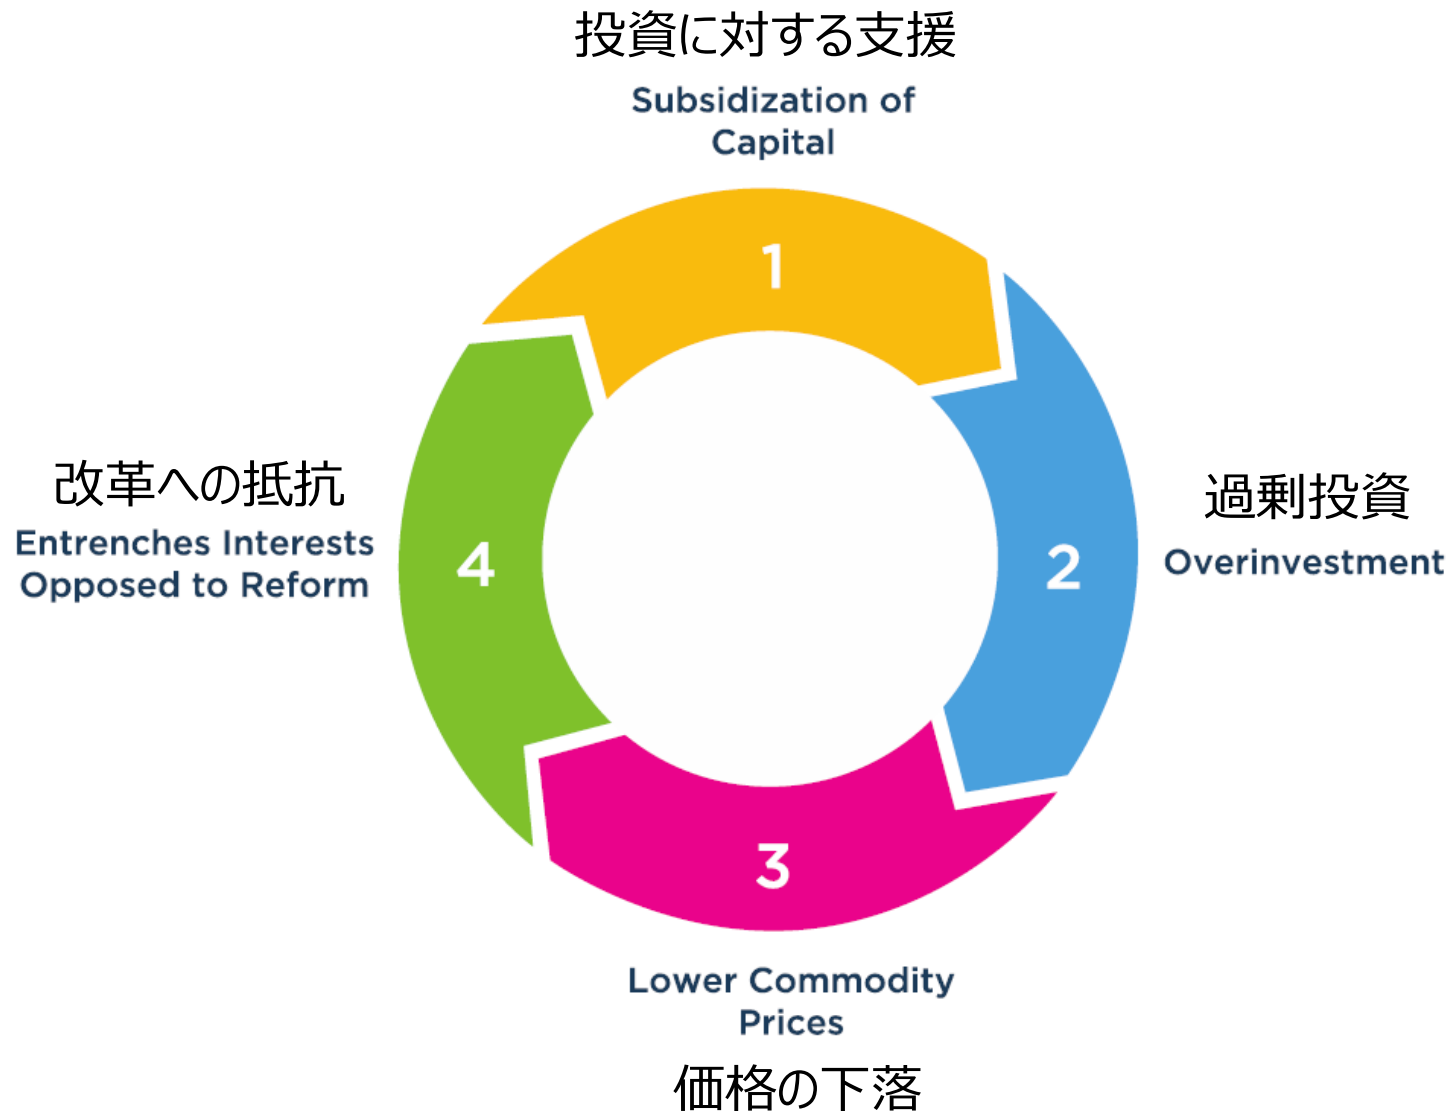 投資に対する支援
Subsidization of
Capital
1
改革への抵抗
Entrenches Interests
Opposed to Reform
4
2
過剰投資
Overinvestment
3
Lower Commodity
Prices
価格の下落